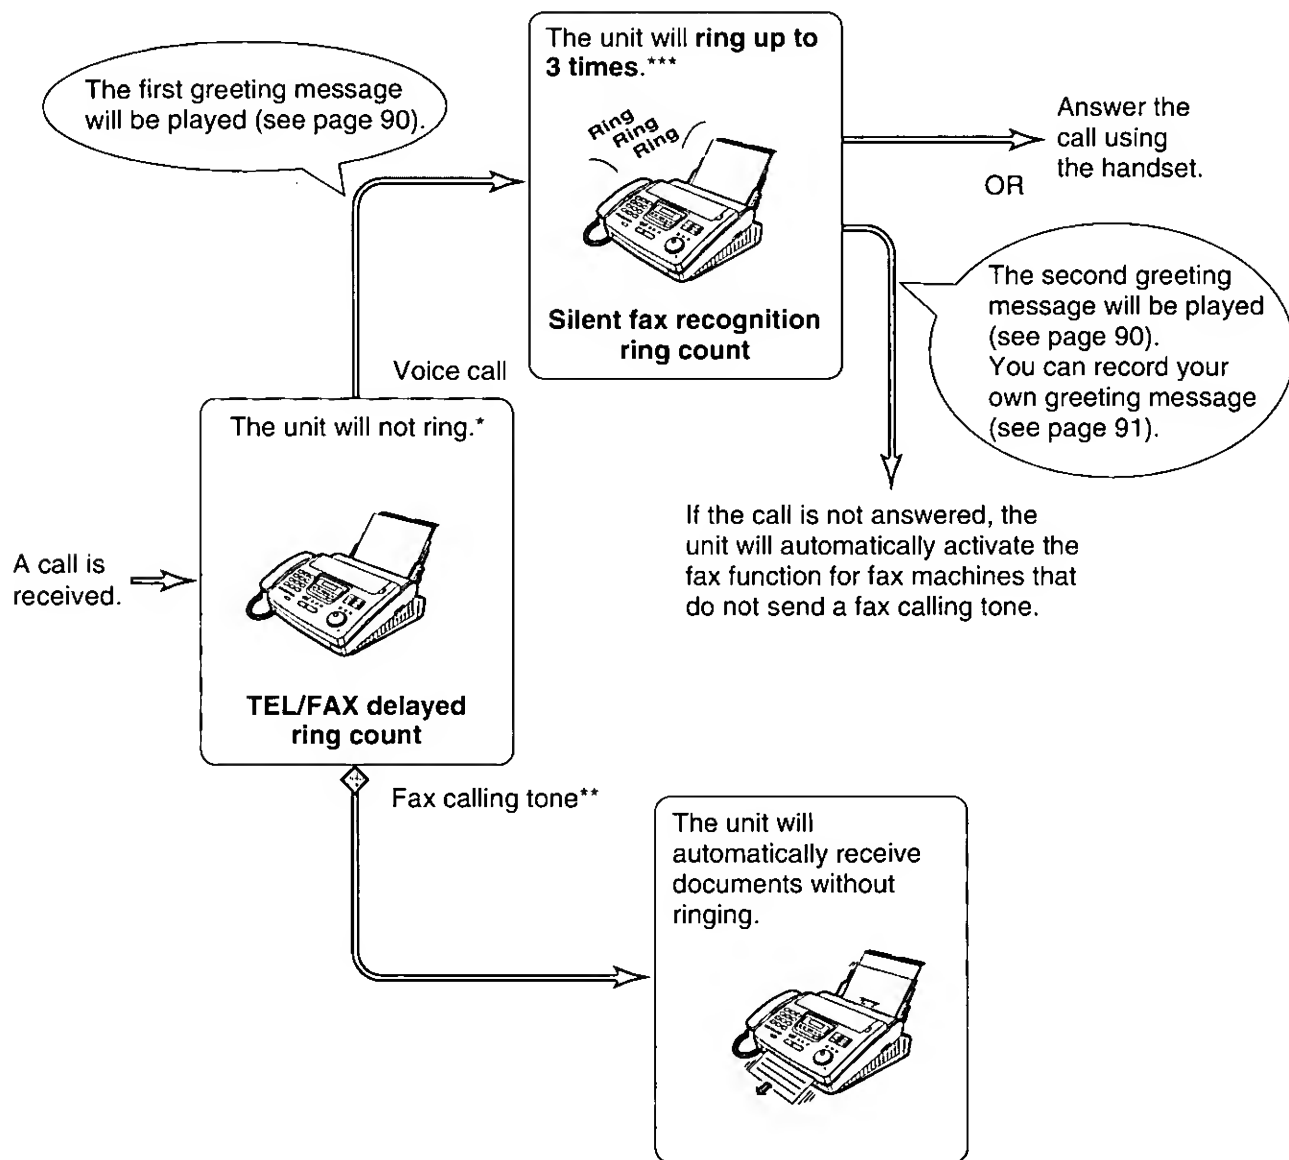 The unit will ring up to
3 times.***
The first greeting message
will be played (see page 90).
Ring
Ring
Ring
Answer the
call using
the handset.
OR
Silent fax recognition
ring count
The second greeting
message will be played
(see page 90).
You can record your
own greeting message
(see page 91).
Voice call
The unit will not ring.*
If the call is not answered, the
unit will automatically activate the
fax function for fax machines that
do not send a fax calling tone.
A call is
received.
TEL/FAX delayed
ring count
Fax calling tone**
The unit will
automatically receive
documents without
ringing.